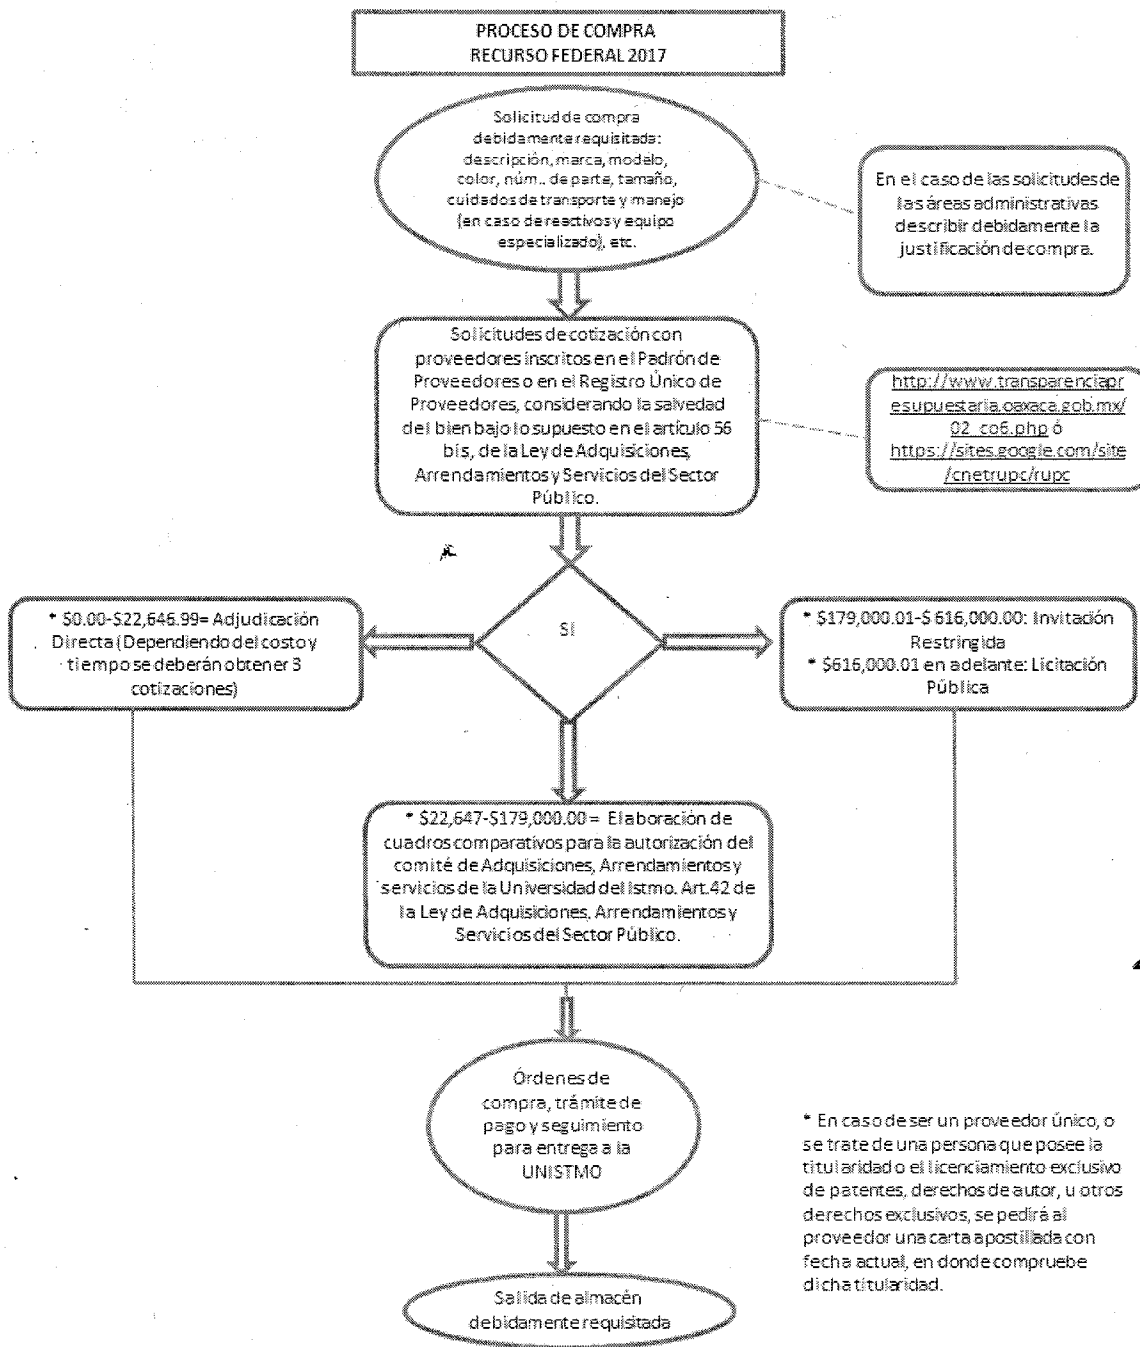 PROCESO DE COMPRA
RECURSO FEDERAL 2017
Solicitud de compra
debidamente requisitada:
descripción, marca, modelo,
color, núm.. de parte, tamaño,
cuidados de transporte y manejo
(en caso de reactivos y equipo
especializado), etc.
En el caso de las solicitudes de
las áreas administrativas
describir debidamente la
justificación de compra.
Solicitudes de cotización con
proveedores inscritos en el Padrón de
Proveedores o en el Registro Único de
Proveedores, considerando la salvedad
del bien bajo lo supuesto en el artículo 56
bis, de la Ley de Adquisiciones,
Arrendamientos y Servicios del Sector
Público.
http://www.transparenciapr
esupuestaria.oaxaca.gob.mx/
02_co6.php ó
https://sites.google.com/site
/cnetrupc/rupc
SI
* $0.00-$22,646.99= Adjudicación
Directa (Dependiendo del costo y
tiempo se deberán obtener 3
cotizaciones)
* $179,000.01-$ 616,000.00: Invitación
Restringida
* $616,000.01 en adelante: Licitación
Pública
* $22,647-$179,000.00 = Elaboración de
cuadros comparativos para la autorización del
comité de Adquisiciones, Arrendamientos y
servicios de la Universidad del Istmo. Art.42 de
la Ley de Adquisiciones, Arrendamientos y
Servicios del Sector Público.
Órdenes de
compra, trámite de
pago y seguimiento
para entrega a la
UNISTMO
* En caso de ser un proveedor único, o
se trate de una persona que posee la
titularidad o el licenciamiento exclusivo
de patentes, derechos de autor, u otros
derechos exclusivos, se pedirá al
proveedor una carta apostillada con
fecha actual, en donde compruebe
dicha titularidad.
Salida de almacén
debidamente requisitada